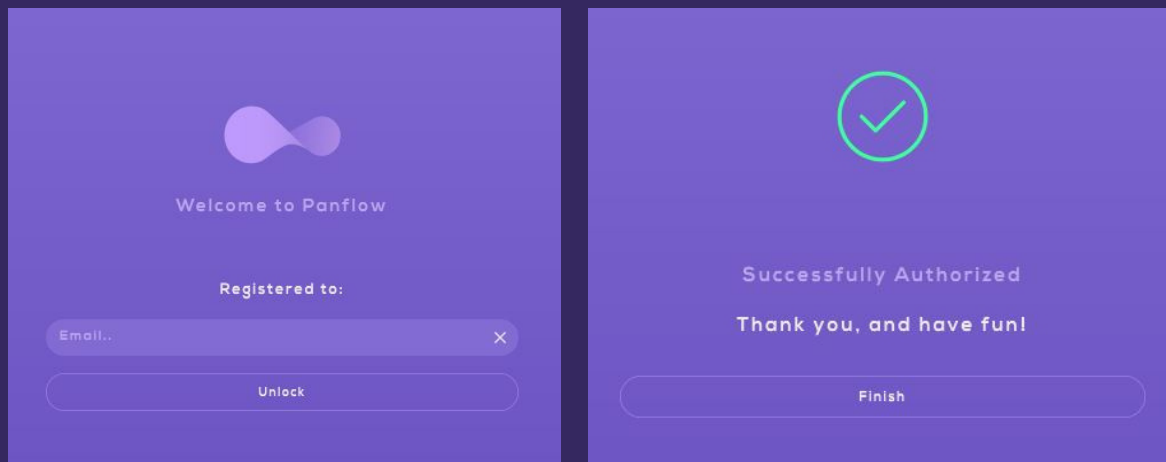 Welcome to Panflow
Registered to:
Email..
Unlock
Successfully Authorized
Thank you, and have fun!
Finish